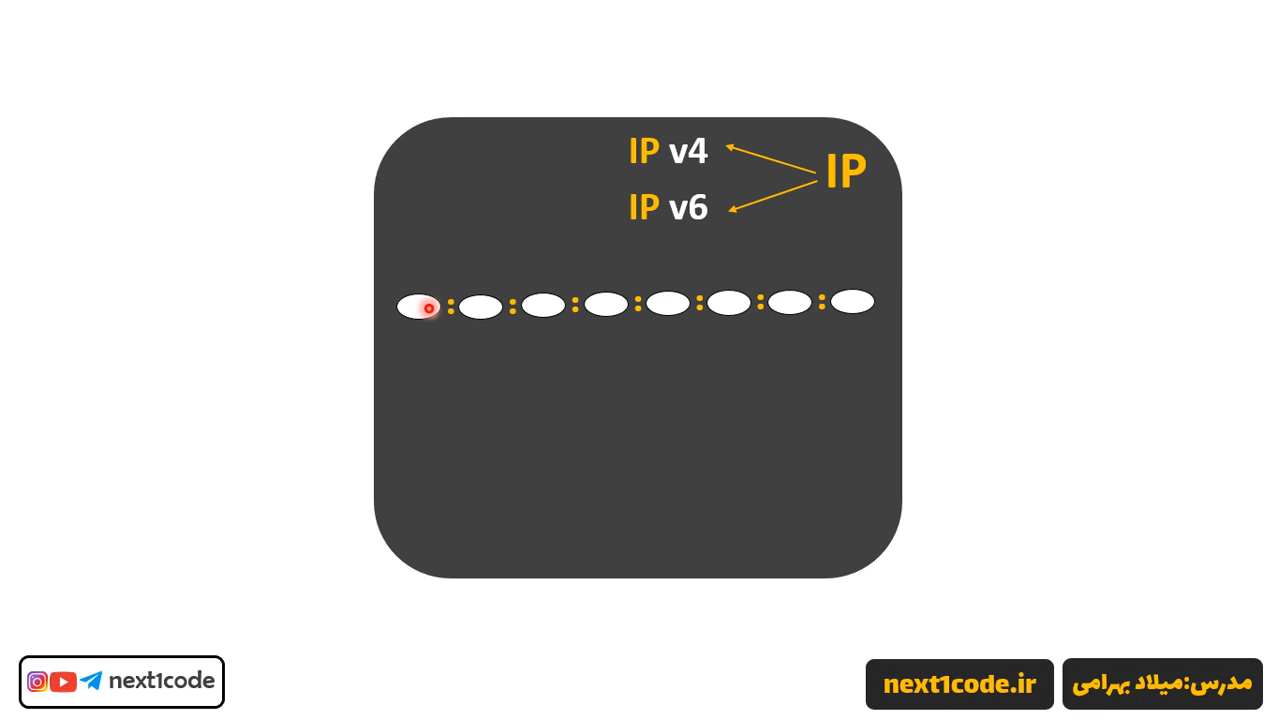 IP v4
IP
IP v6
: : : : : : :
next1code
next1code.ir
مدرس:میلاد بهرامی